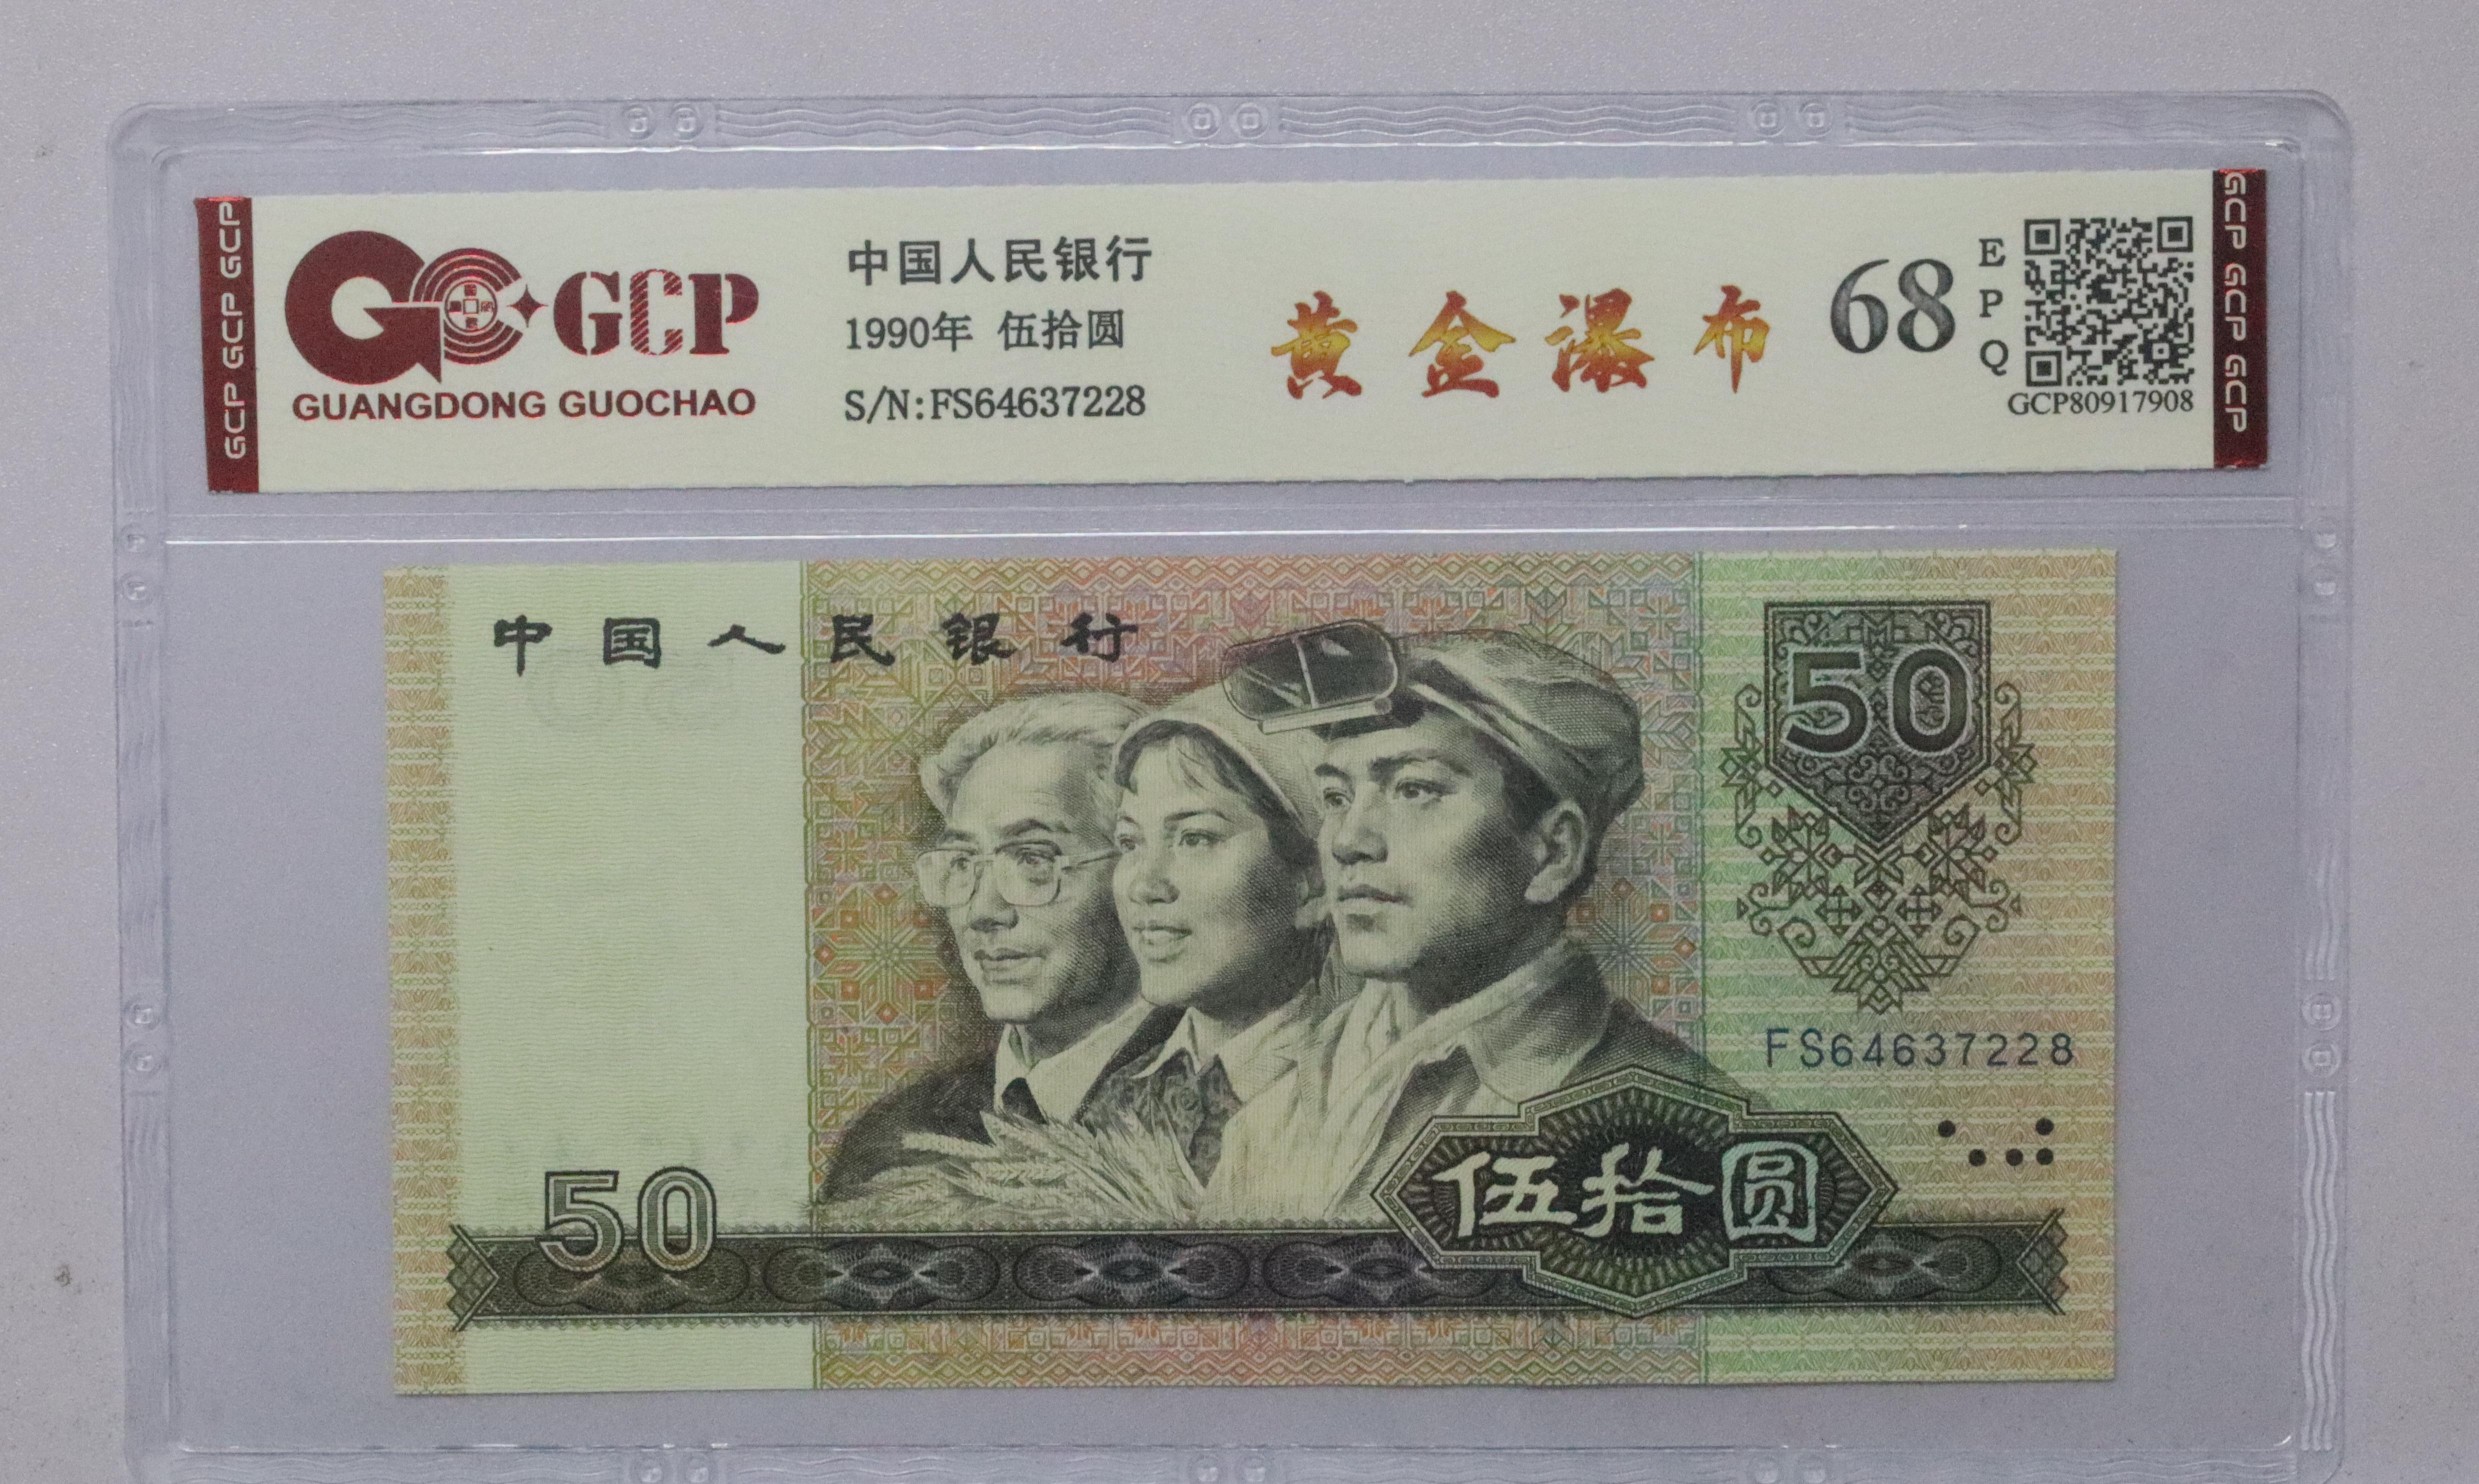 GCP GCP GCP
GCP
GUANGDONG GUOCHAO
中国人民银行
1990年 伍拾圆
S/N:FS64637228
黄金瀑布
68
E
P
Q
GCP80917908
GCP GCP GCP
中国人民银行
50
FS64637228
50
伍拾圆